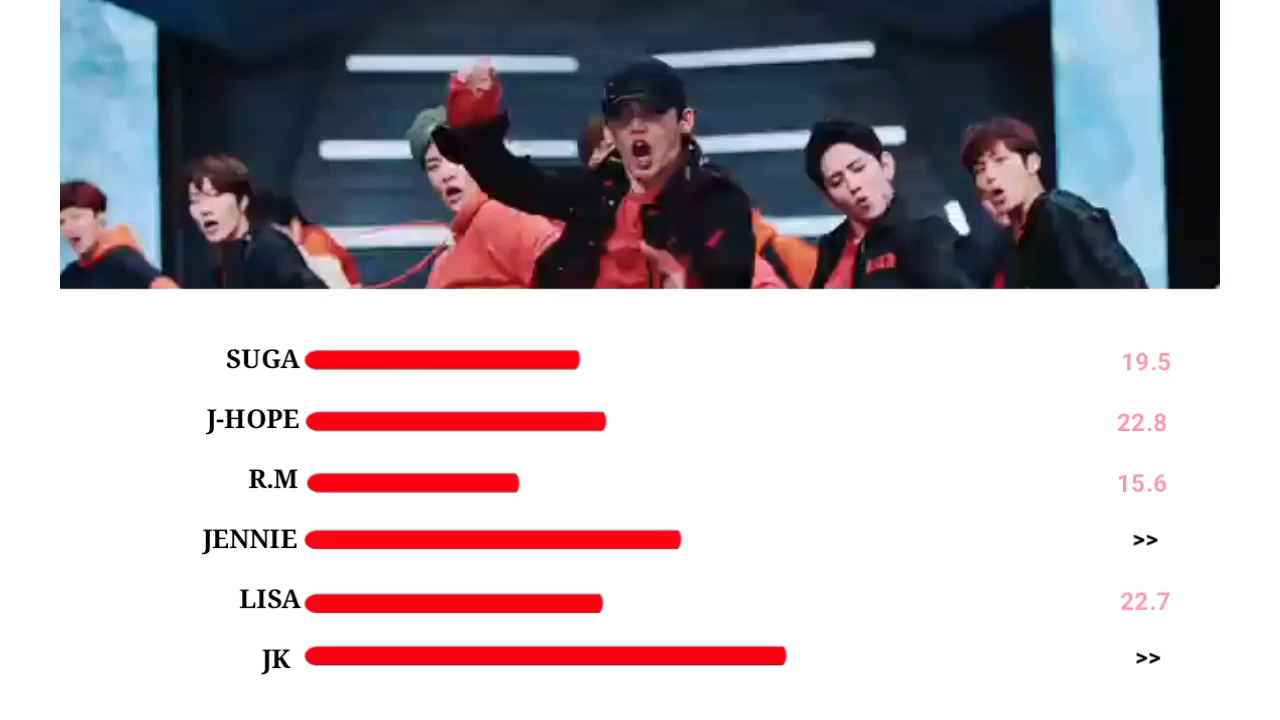 SUGA 19.5
J-HOPE 22.8
R.M 15.6
JENNIE >>
LISA 22.7
JK >>